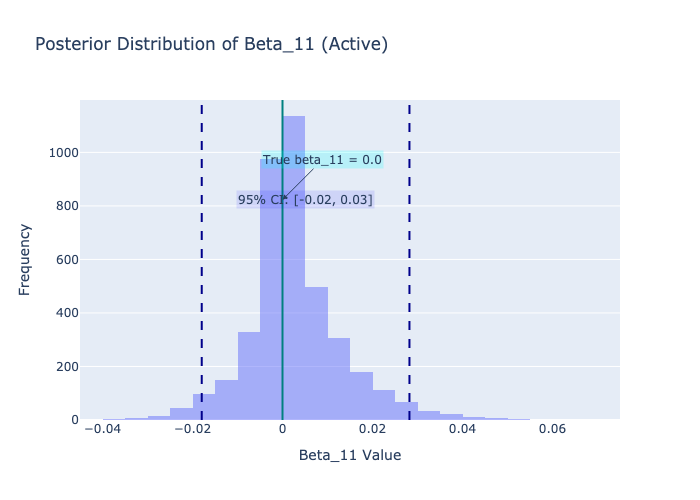 Posterior Distribution of Beta_11 (Active)
True beta_11 = 0.0
95% CI: [-0.02, 0.03]
1000
800
600
400
200
0
Frequency
−0.04
−0.02
0
0.02
0.04
0.06
Beta_11 Value